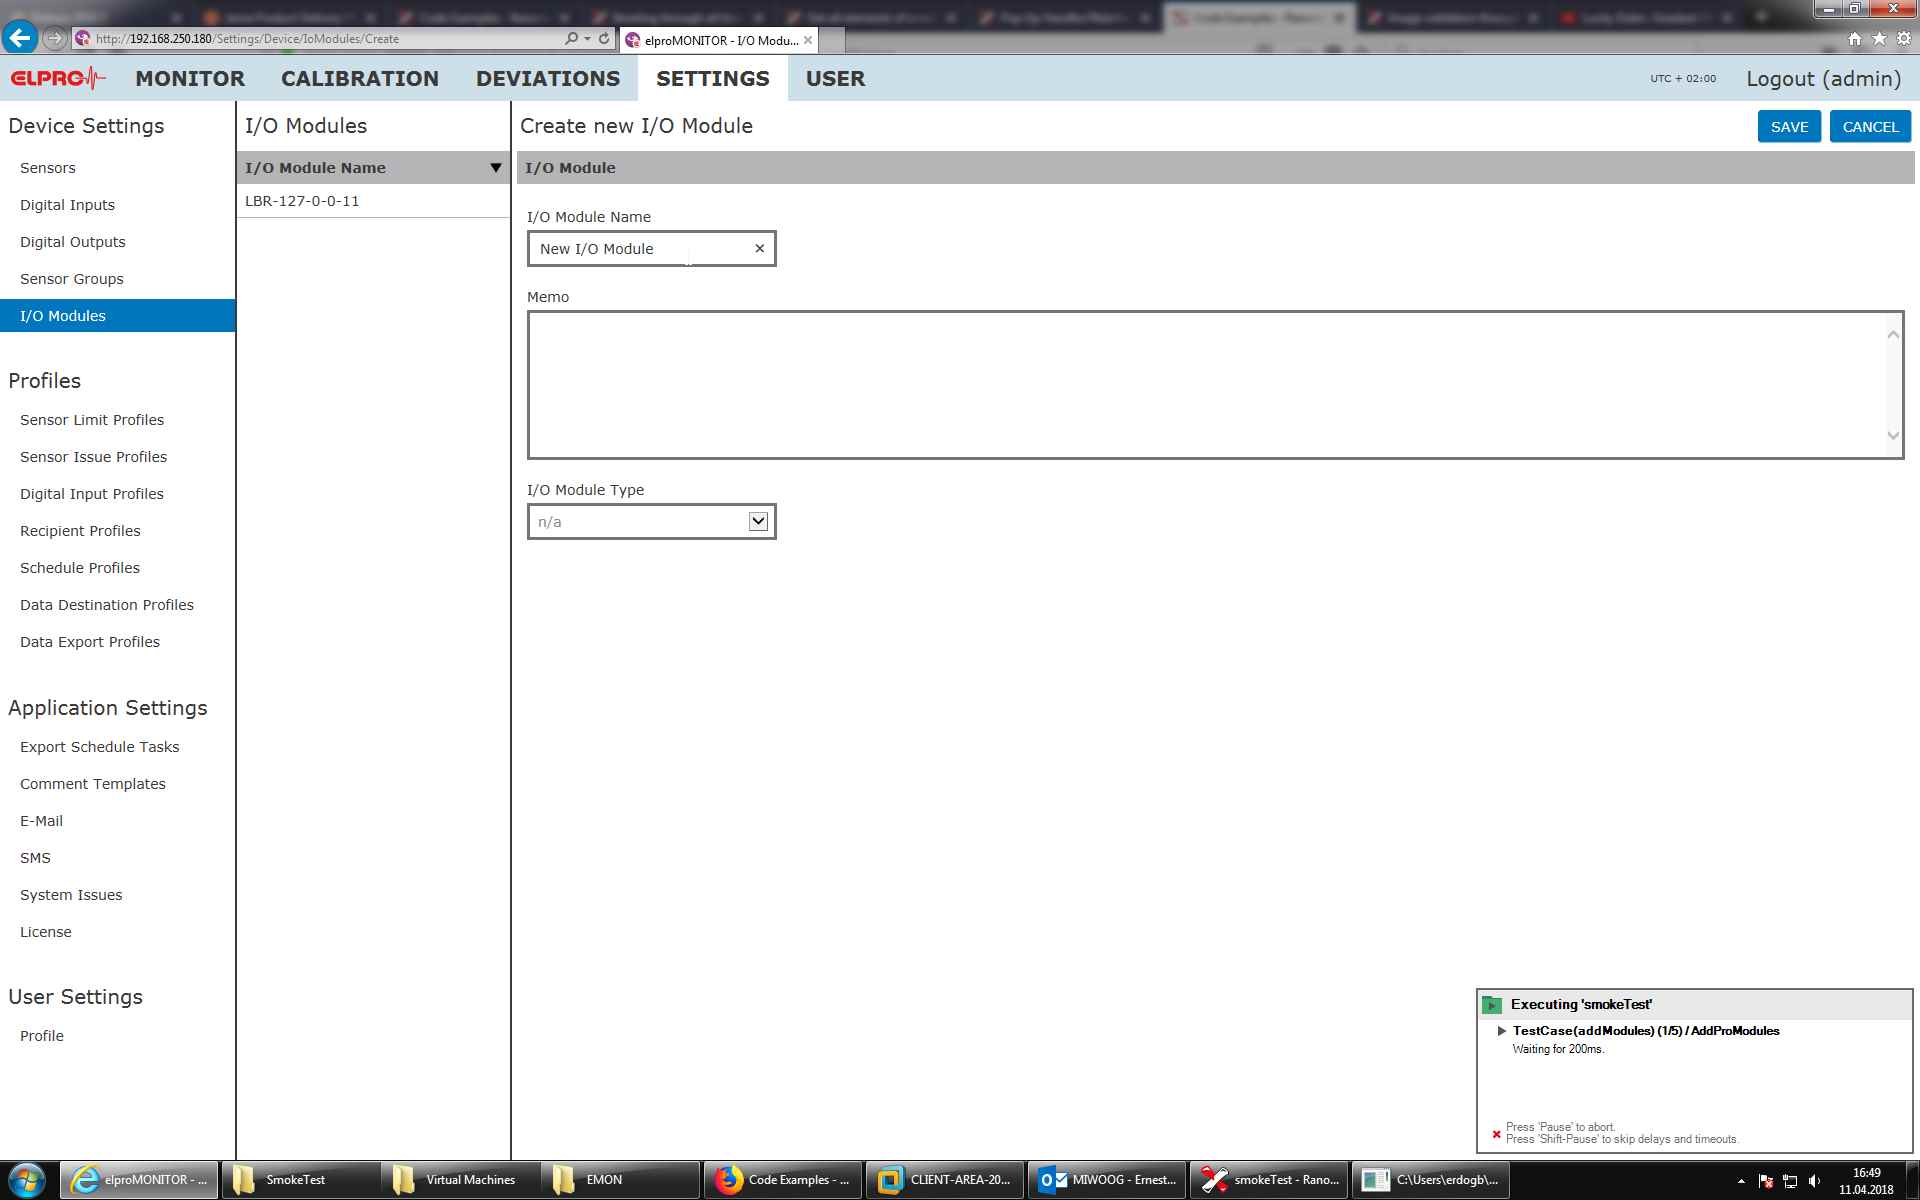 http://192.168.250.180/Settings/Device/IoModules/Create
elproMONITOR - I/O Modu...
ELPRO
MONITOR
CALIBRATION
DEVIATIONS
SETTINGS
USER
UTC + 02:00
Logout (admin)
Device Settings
Sensors
Digital Inputs
Digital Outputs
Sensor Groups
I/O Modules
Profiles
Sensor Limit Profiles
Sensor Issue Profiles
Digital Input Profiles
Recipient Profiles
Schedule Profiles
Data Destination Profiles
Data Export Profiles
Application Settings
Export Schedule Tasks
Comment Templates
E-Mail
SMS
System Issues
License
User Settings
Profile
I/O Modules
I/O Module Name
LBR-127-0-0-11
Create new I/O Module
SAVE
CANCEL
I/O Module
I/O Module Name
New I/O Module
Memo
I/O Module Type
n/a
Executing 'smokeTest'
TestCase(addModules) (1/5) / AddProModules
Waiting for 200ms.
Press 'Pause' to abort.
Press 'Shift-Pause' to skip delays and timeouts.
elproMONITOR - ...
SmokeTest
Virtual Machines
EMON
Code Examples - ...
CLIENT-AREA-20...
MIWOOG - Ernest...
smokeTest - Rano...
C:\Users\erdogb\...
16:49
11.04.2018